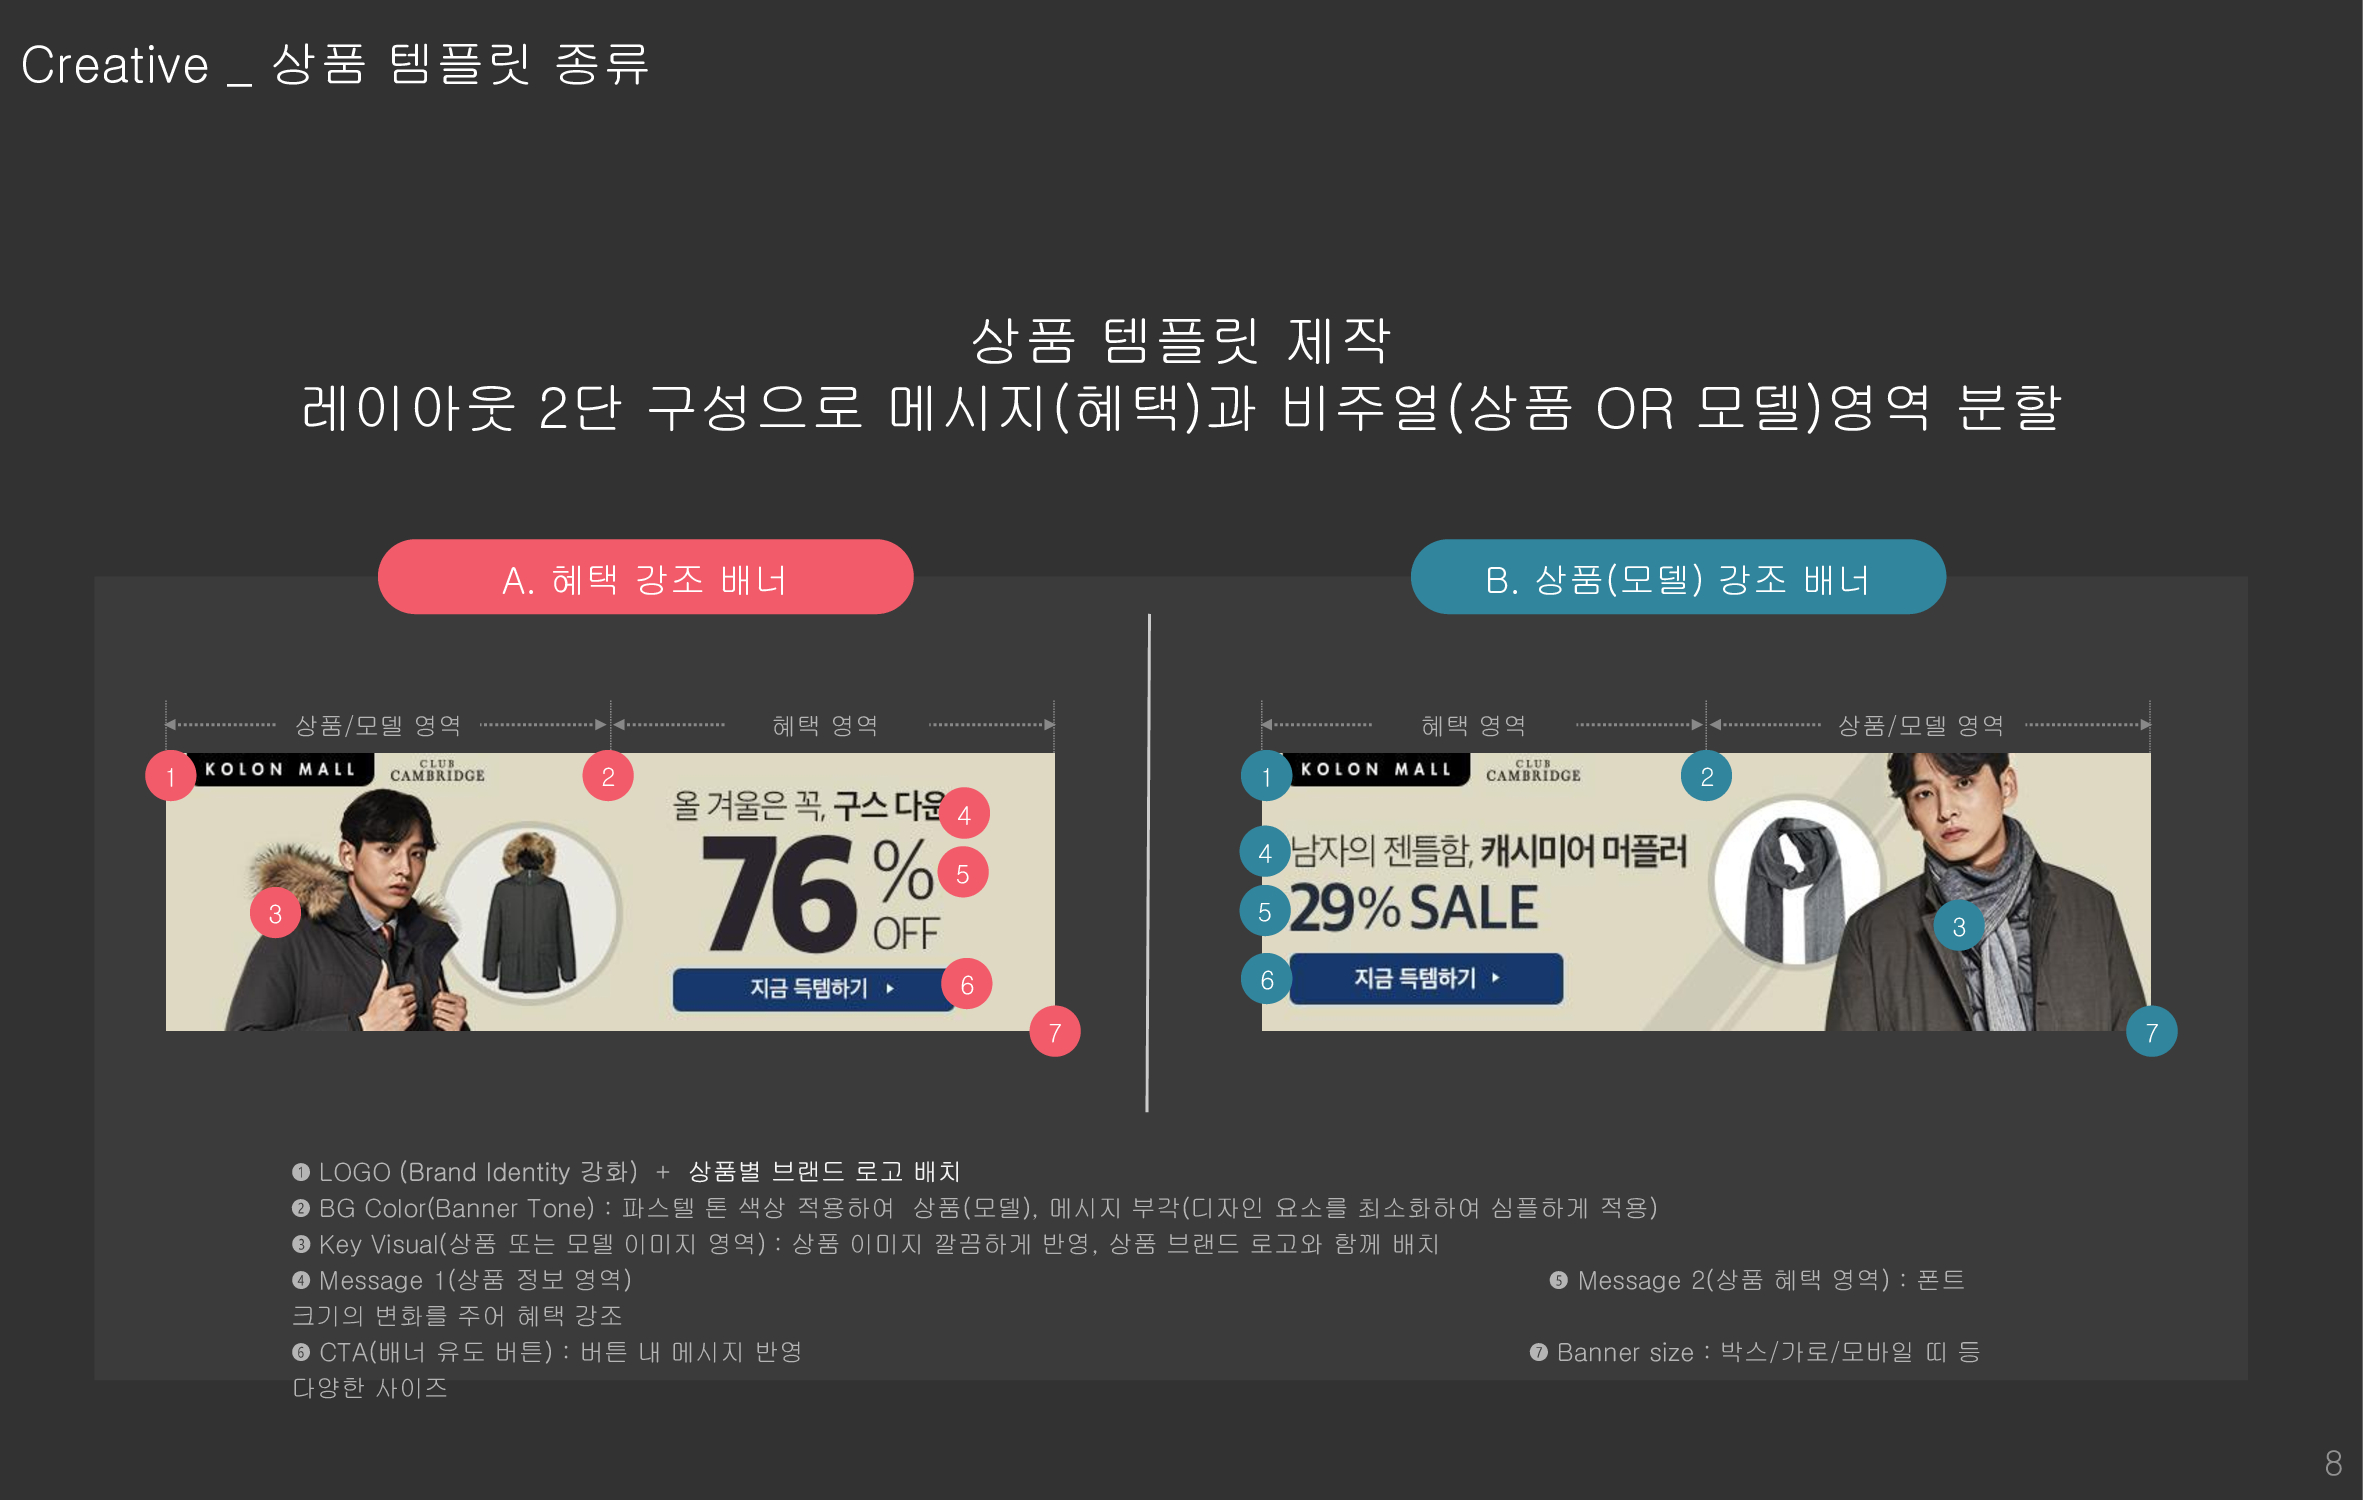 Creative _ 상품 템플릿 종류
상품 템플릿 제작
레이아웃 2단 구성으로 메시지(혜택)과 비주얼(상품 OR 모델)영역 분할
A. 혜택 강조 배너
상품/모델 영역
혜택 영역
1
KOLON MALL
CLUB
CAMBRIDGE
2
올 겨울은 꼭, 구스 다운
4
76 %
OFF
5
3
지금 득템하기
6
7
B. 상품(모델) 강조 배너
혜택 영역
상품/모델 영역
1
KOLON MALL
CLUB
CAMBRIDGE
2
4
남자의 젠틀함, 캐시미어 머플러
5
29% SALE
3
6
지금 득템하기
7
❶ LOGO (Brand Identity 강화) + 상품별 브랜드 로고 배치
❷ BG Color(Banner Tone) : 파스텔 톤 색상 적용하여 상품(모델), 메시지 부각(디자인 요소를 최소화하여 심플하게 적용)
❸ Key Visual(상품 또는 모델 이미지 영역) : 상품 이미지 깔끔하게 반영, 상품 브랜드 로고와 함께 배치
❹ Message 1(상품 정보 영역) ❺ Message 2(상품 혜택 영역) : 폰트
크기의 변화를 주어 혜택 강조
❻ CTA(배너 유도 버튼) : 버튼 내 메시지 반영 ❼ Banner size : 박스/가로/모바일 띠 등
다양한 사이즈
8